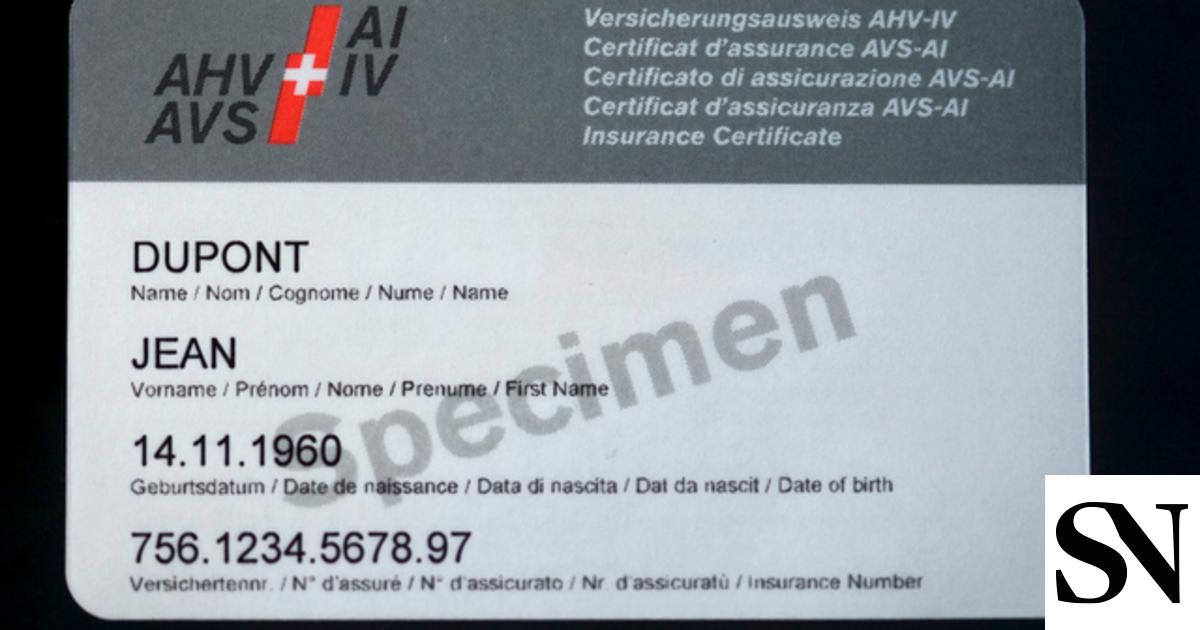 AHV AI
AVS IV
Versicherungsausweis AHV-IV
Certificat d'assurance AVS-AI
Certificato di assicurazione AVS-AI
Certificat d'assicuranza AVS-AI
Insurance Certificate
DUPONT
Name / Nom / Cognome / Nume / Name
JEAN
Vorname / Prénom / Nome / Prenume / First Name
Specimen
14.11.1960
Geburtsdatum / Date de naissance / Data di nascita / Dat da nascit / Date of birth
756.1234.5678.97
Versichertennr. / N° d'assuré / N° d'assicurato / Nr. d'assicuratù / Insurance Number
SN